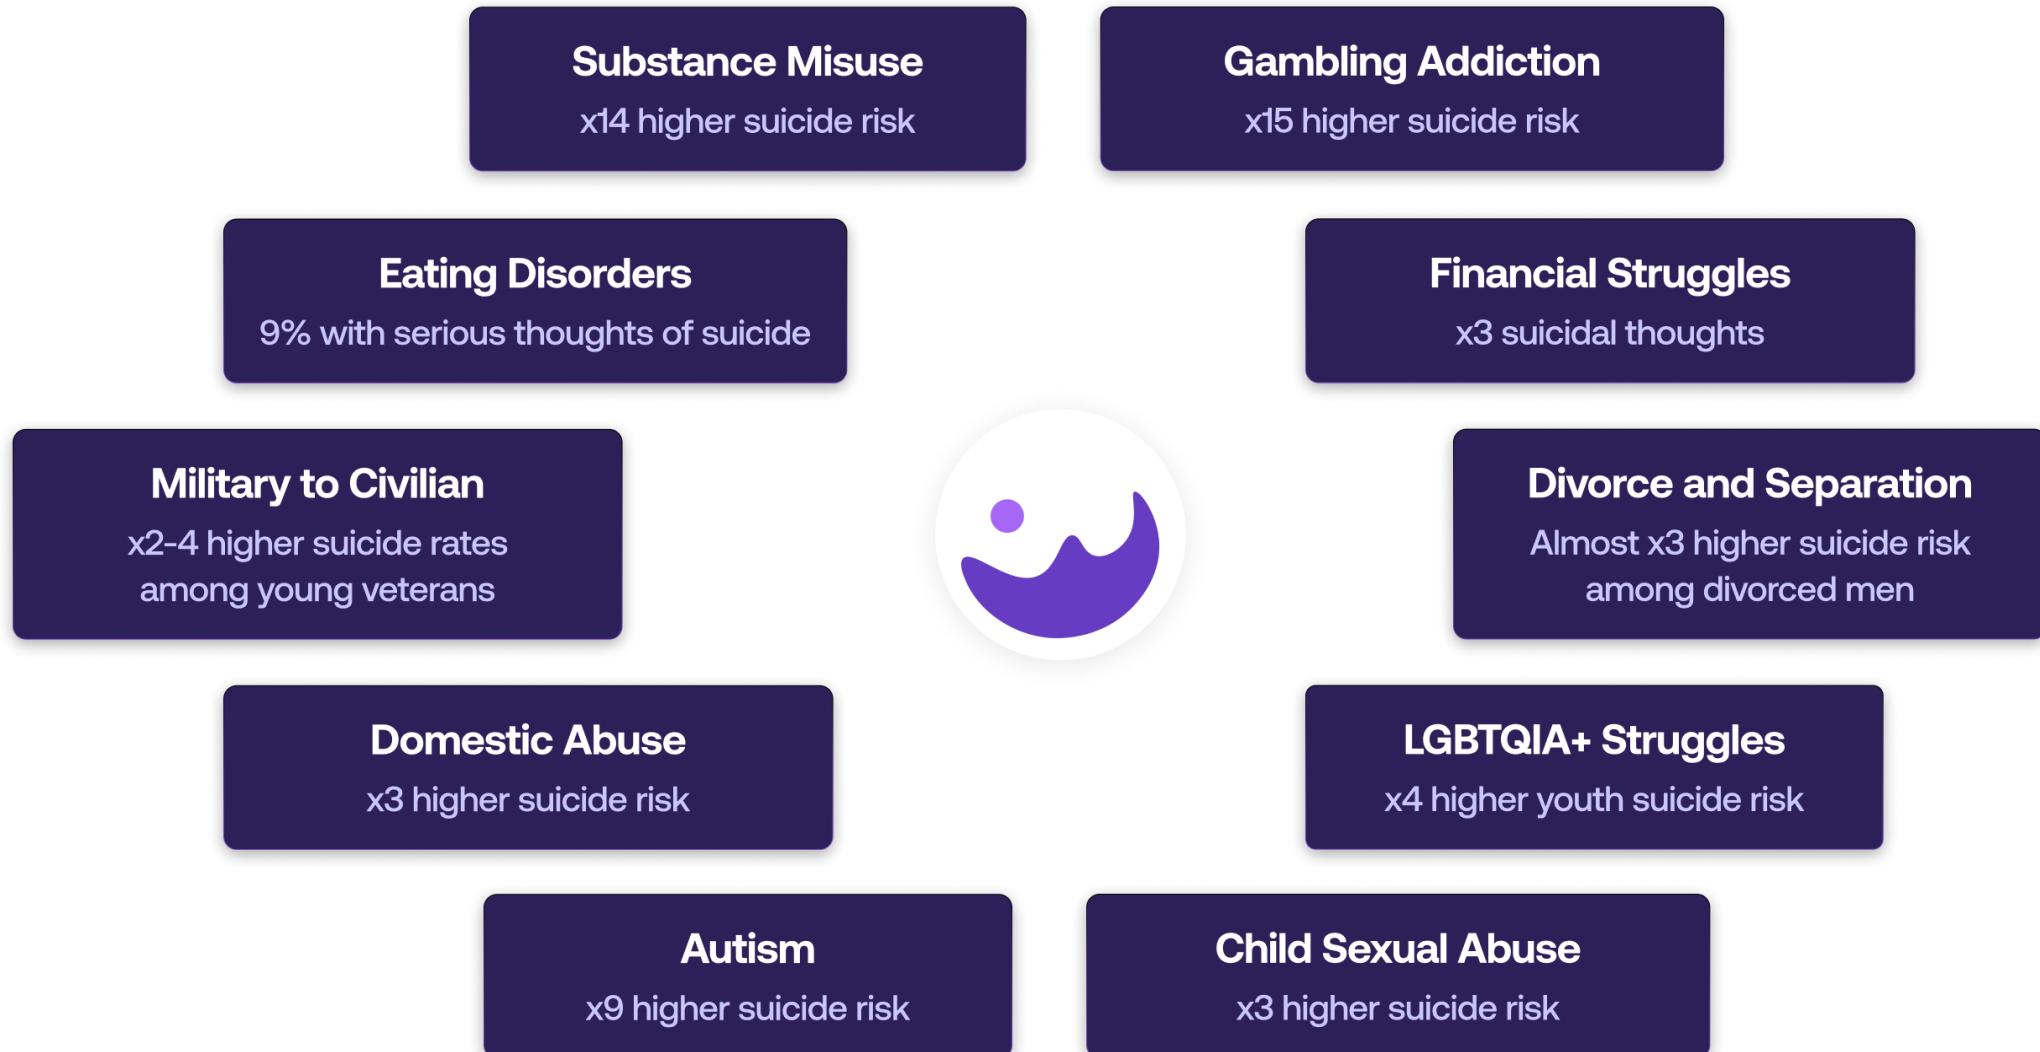 Substance Misuse
x14 higher suicide risk
Gambling Addiction
x15 higher suicide risk
Eating Disorders
9% with serious thoughts of suicide
Financial Struggles
x3 suicidal thoughts
Military to Civilian
x2-4 higher suicide rates
among young veterans
Divorce and Separation
Almost x3 higher suicide risk
among divorced men
Domestic Abuse
x3 higher suicide risk
LGBTQIA+ Struggles
x4 higher youth suicide risk
Autism
x9 higher suicide risk
Child Sexual Abuse
x3 higher suicide risk